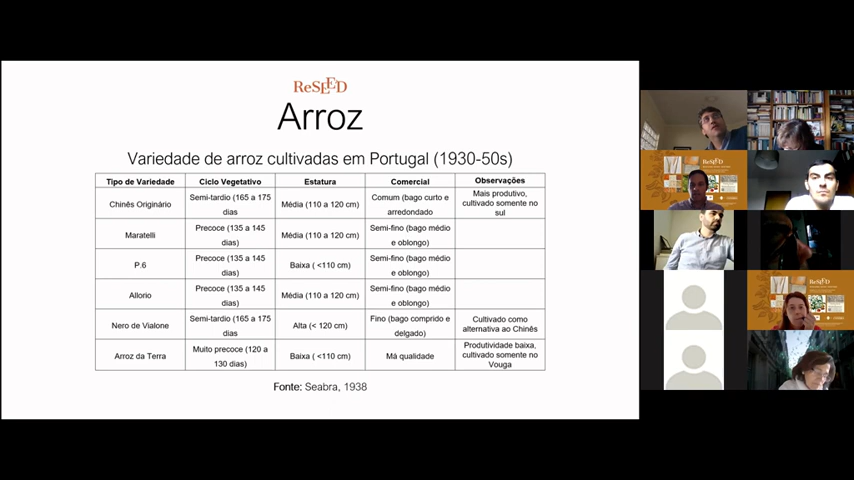 ReSEED
Arroz
Variedade de arroz cultivadas em Portugal (1930-50s)
Tipo de Variedade Ciclo Vegetativo Estatura Comercial Observações
Chinês Originário Semi-tardio (165 a 175 dias Média (110 a 120 cm) Comum (bago curto e arredondado Mais produtivo, cultivado somente no sul
Maratelli Precoce (135 a 145 dias) Média (110 a 120 cm) Semi-fino (bago médio e oblongo)
P.6 Precoce (135 a 145 dias) Baixa ( <110 cm) Semi-fino (bago médio e oblongo)
Allorio Precoce (135 a 145 dias) Média (110 a 120 cm) Semi-fino (bago médio e oblongo)
Nero de Vialone Semi-tardio (165 a 175 dias Alta (< 120 cm) Fino (bago comprido e delgado) Cultivado como alternativa ao Chinês
Arroz da Terra Muito precoce (120 a 130 dias) Baixa ( <110 cm) Má qualidade Produtividade baixa, cultivado somente no Vouga
Fonte: Seabra, 1938
ReSEED
ReSEED